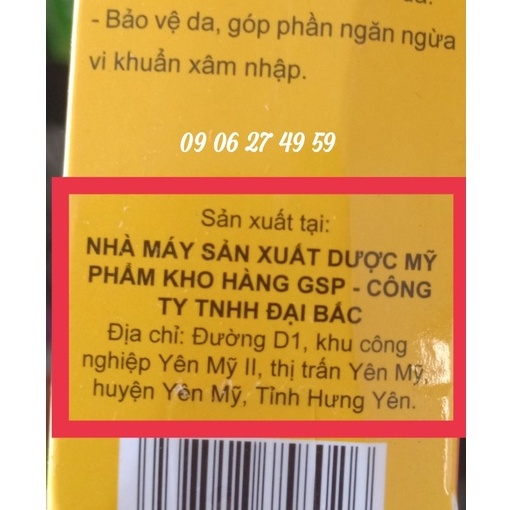 - Bảo vệ da, góp phần ngăn ngừa
vi khuẩn xâm nhập.
09 06 27 49 59
Sản xuất tại:
NHÀ MÁY SẢN XUẤT DƯỢC MỸ
PHẨM KHO HÀNG GSP - CÔNG
TY TNHH ĐẠI BẮC
Địa chỉ: Đường D1, khu công
nghiệp Yên Mỹ II, thị trấn Yên Mỹ,
huyện Yên Mỹ, Tỉnh Hưng Yên.